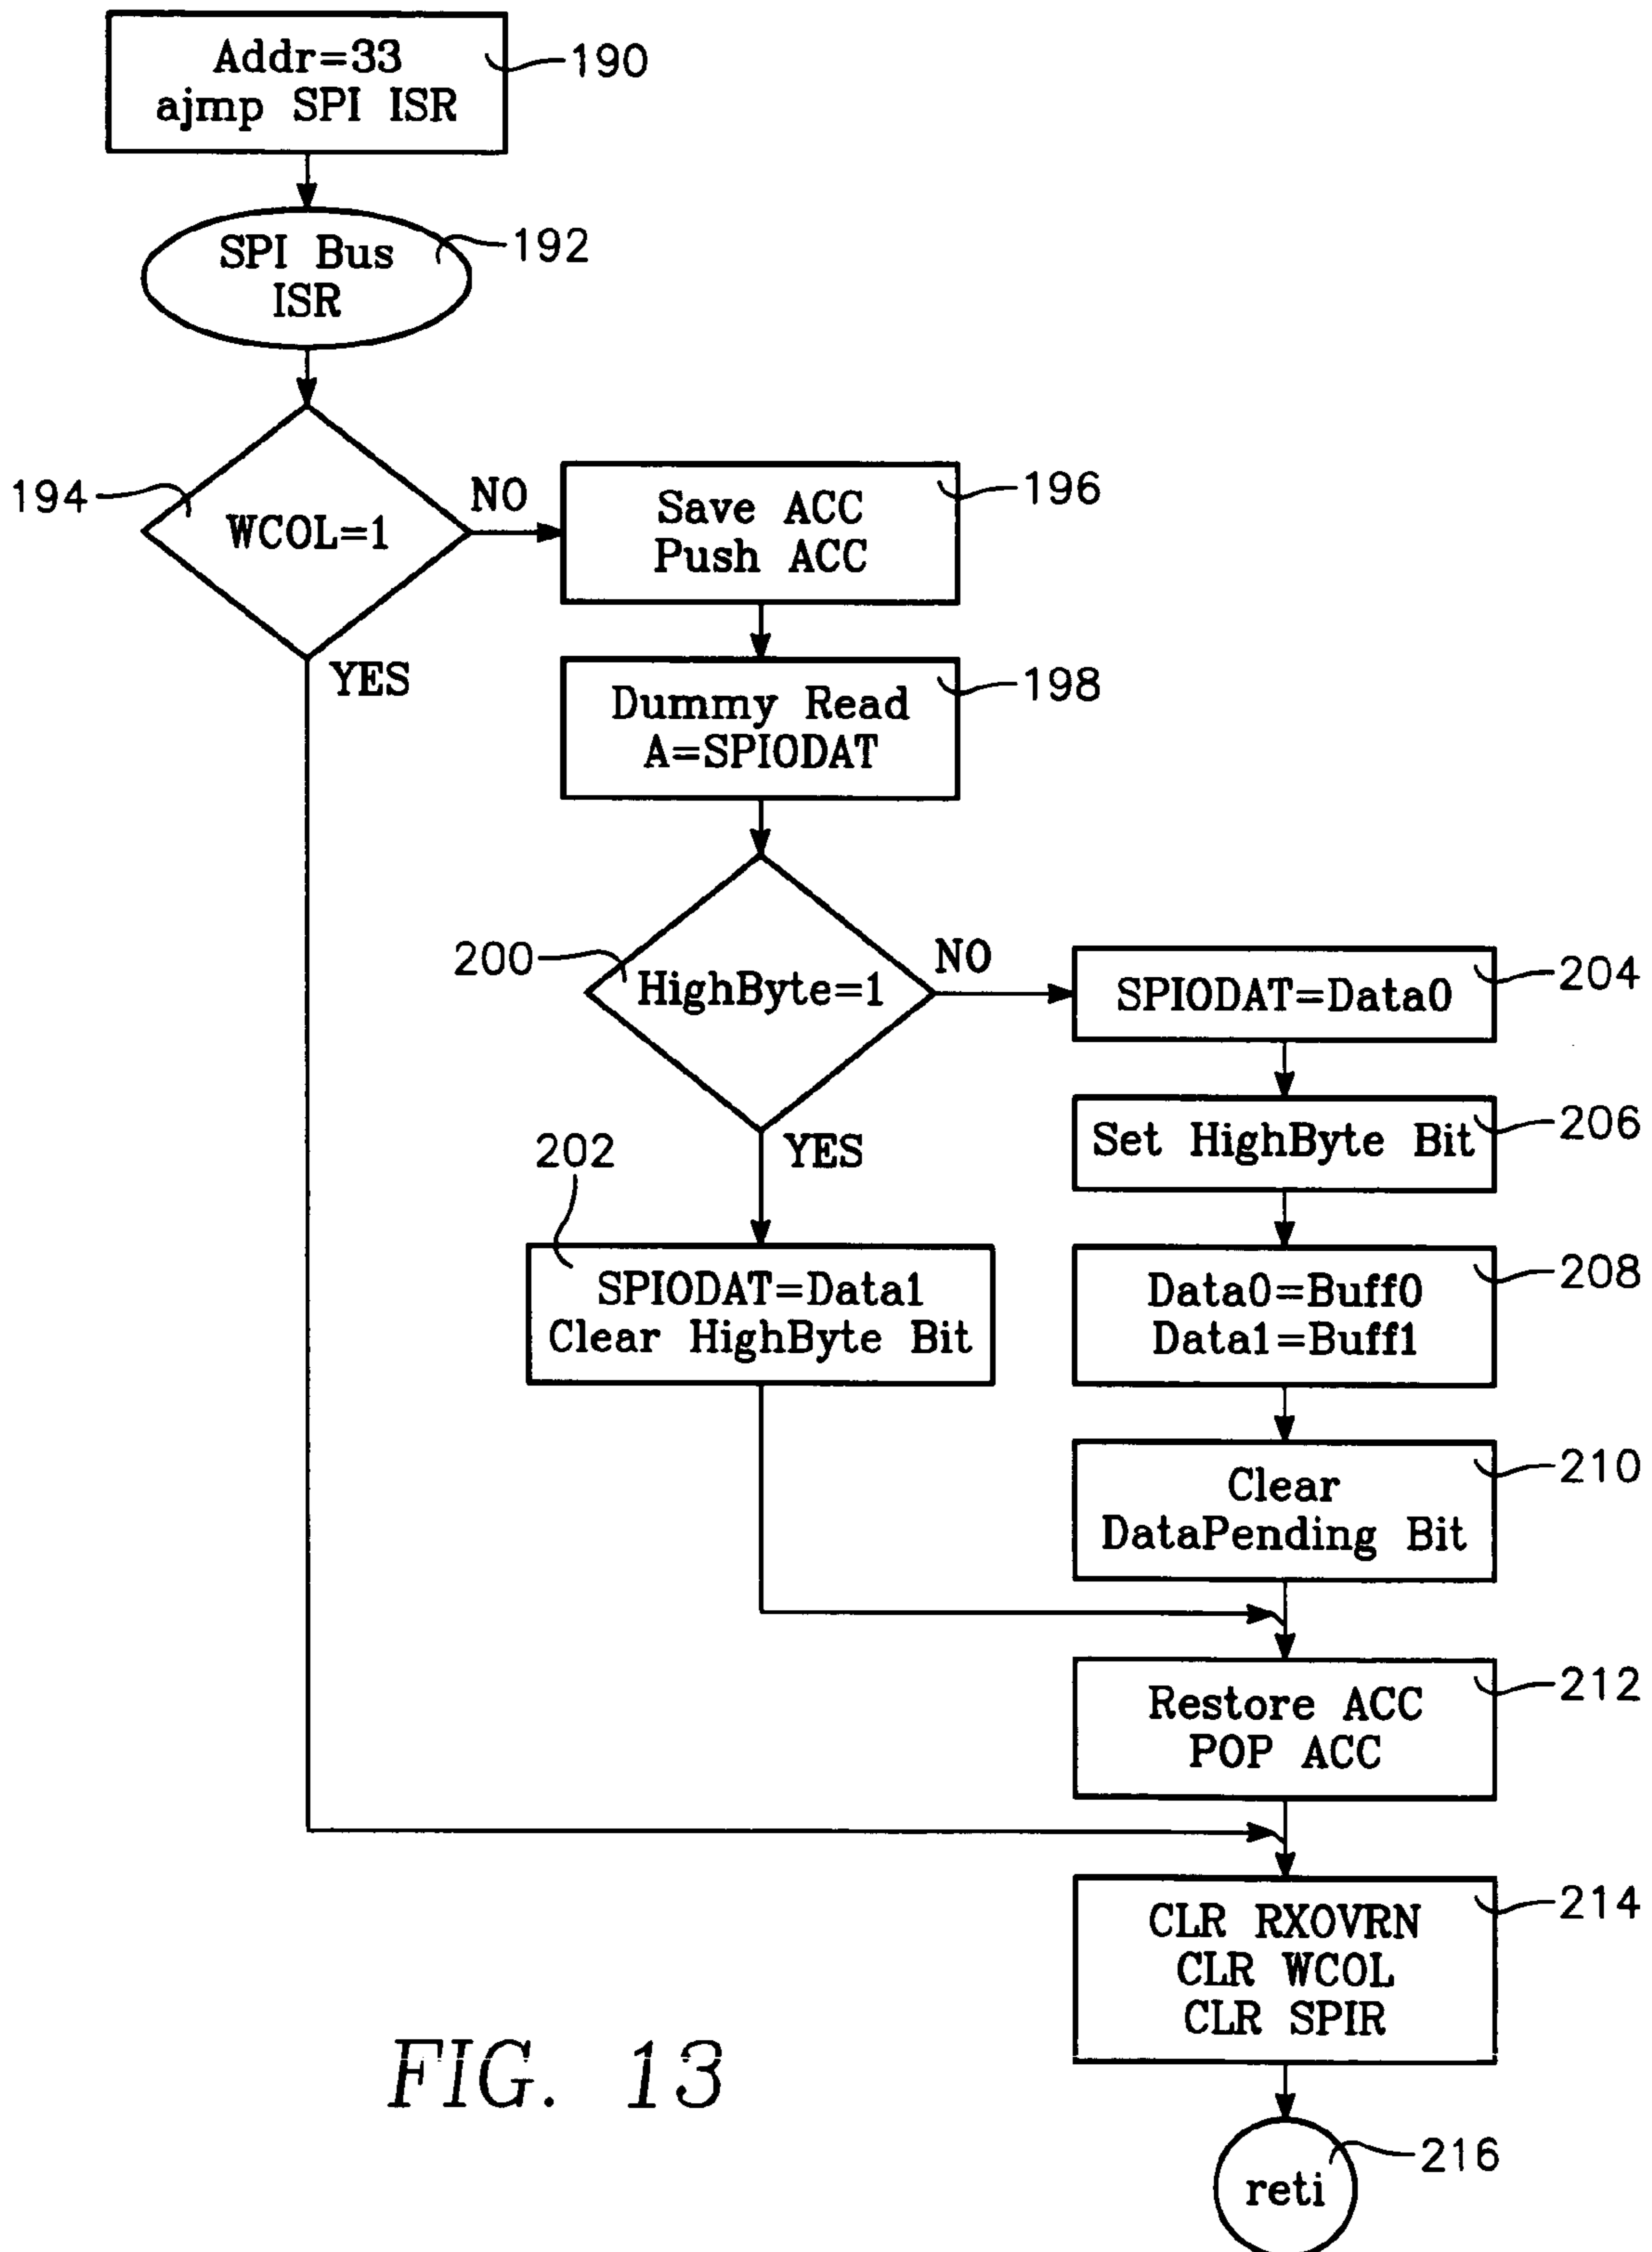 Addr=33
ajmp SPI ISR
190
SPI Bus
ISR
192
194
WCOL=1
NO
YES
Save ACC
Push ACC
196
Dummy Read
A=SPIODAT
198
200
HighByte=1
NO
YES
SPIODAT=Data0
204
Set HighByte Bit
206
202
SPIODAT=Data1
Clear HighByte Bit
Data0=Buff0
Data1=Buff1
208
Clear
DataPending Bit
210
Restore ACC
POP ACC
212
CLR RXOVRN
CLR WCOL
CLR SPIR
214
reti
216
FIG. 13